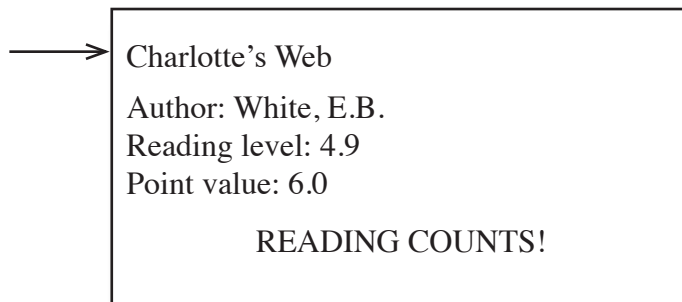 Charlotte’s Web
Author: White, E.B.
Reading level: 4.9
Point value: 6.0
READING COUNTS!